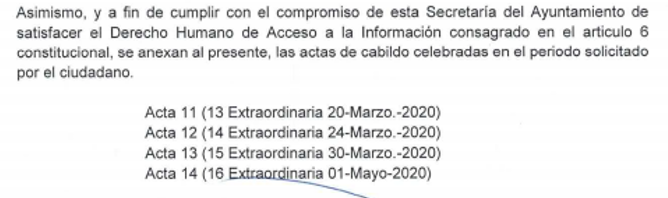 Asimismo, y a fin de cumplir con el compromiso de esta Secretaría del Ayuntamiento de
satisfacer el Derecho Humano de Acceso a la Información consagrado en el articulo 6
constitucional, se anexan al presente, las actas de cabildo celebradas en el periodo solicitado
por el ciudadano.
Acta 11 (13 Extraordinaria 20-Marzo.-2020)
Acta 12 (14 Extraordinaria 24-Marzo.-2020)
Acta 13 (15 Extraordinaria 30-Marzo.-2020)
Acta 14 (16 Extraordinaria 01-Mayo-2020)